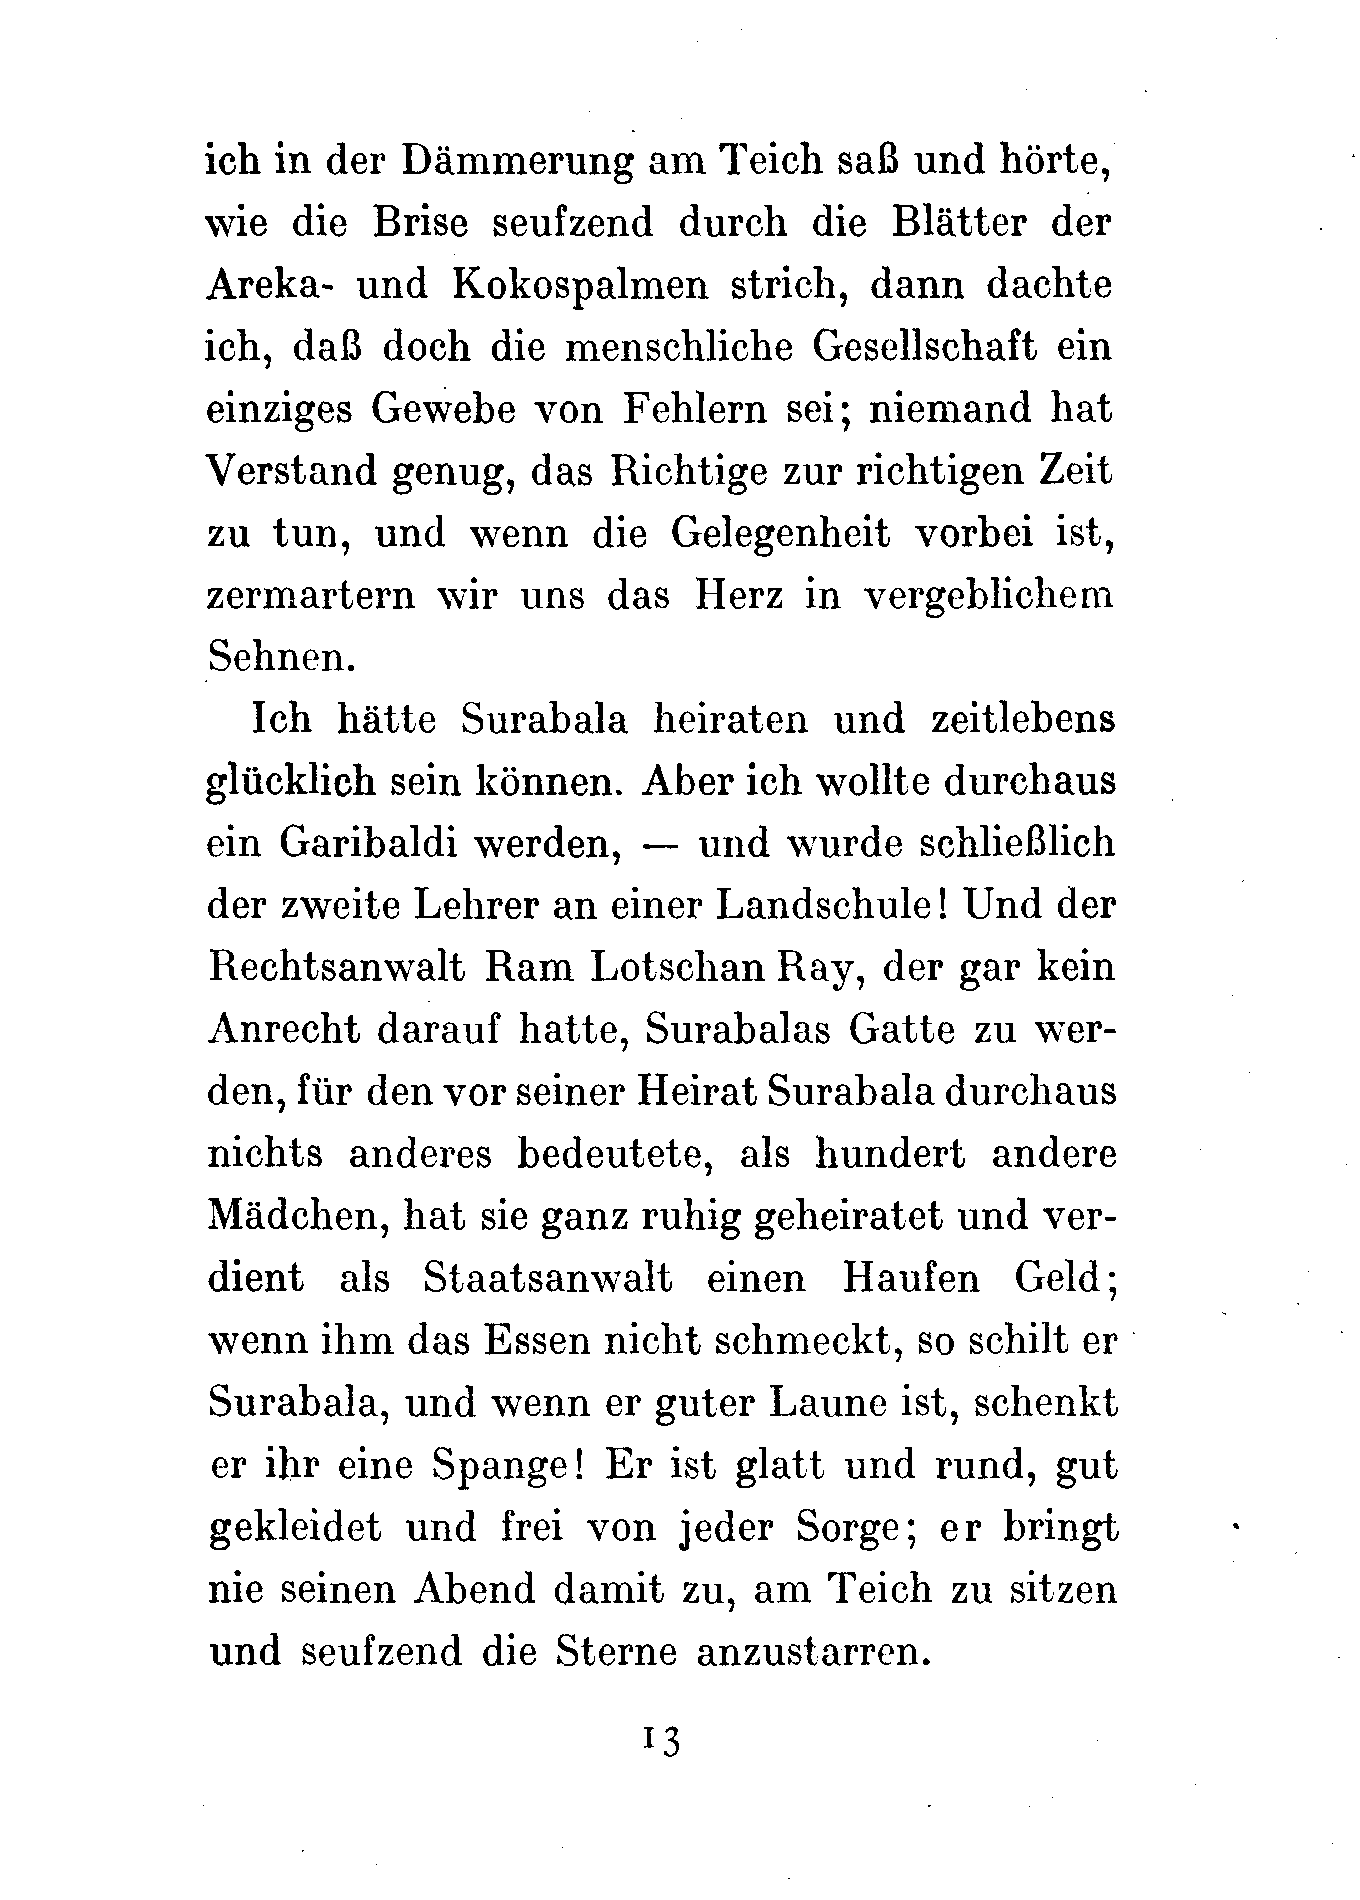 ich in der Dämmerung am Teich saß und hörte,
wie die Brise seufzend durch die Blätter der
Areka- und Kokospalmen strich, dann dachte
ich, daß doch die menschliche Gesellschaft ein
einziges Gewebe von Fehlern sei; niemand hat
Verstand genug, das Richtige zur richtigen Zeit
zu tun, und wenn die Gelegenheit vorbei ist,
zermartern wir uns das Herz in vergeblichem
Sehnen.
Ich hätte Surabala heiraten und zeitlebens
glücklich sein können. Aber ich wollte durchaus
ein Garibaldi werden, — und wurde schließlich
der zweite Lehrer an einer Landschule! Und der
Rechtsanwalt Ram Lotschan Ray, der gar kein
Anrecht darauf hatte, Surabalas Gatte zu wer-
den, für den vor seiner Heirat Surabala durchaus
nichts anderes bedeutete, als hundert andere
Mädchen, hat sie ganz ruhig geheiratet und ver-
dient als Staatsanwalt einen Haufen Geld;
wenn ihm das Essen nicht schmeckt, so schilt er
Surabala, und wenn er guter Laune ist, schenkt
er ihr eine Spange! Er ist glatt und rund, gut
gekleidet und frei von jeder Sorge; er bringt
nie seinen Abend damit zu, am Teich zu sitzen
und seufzend die Sterne anzustarren.
13